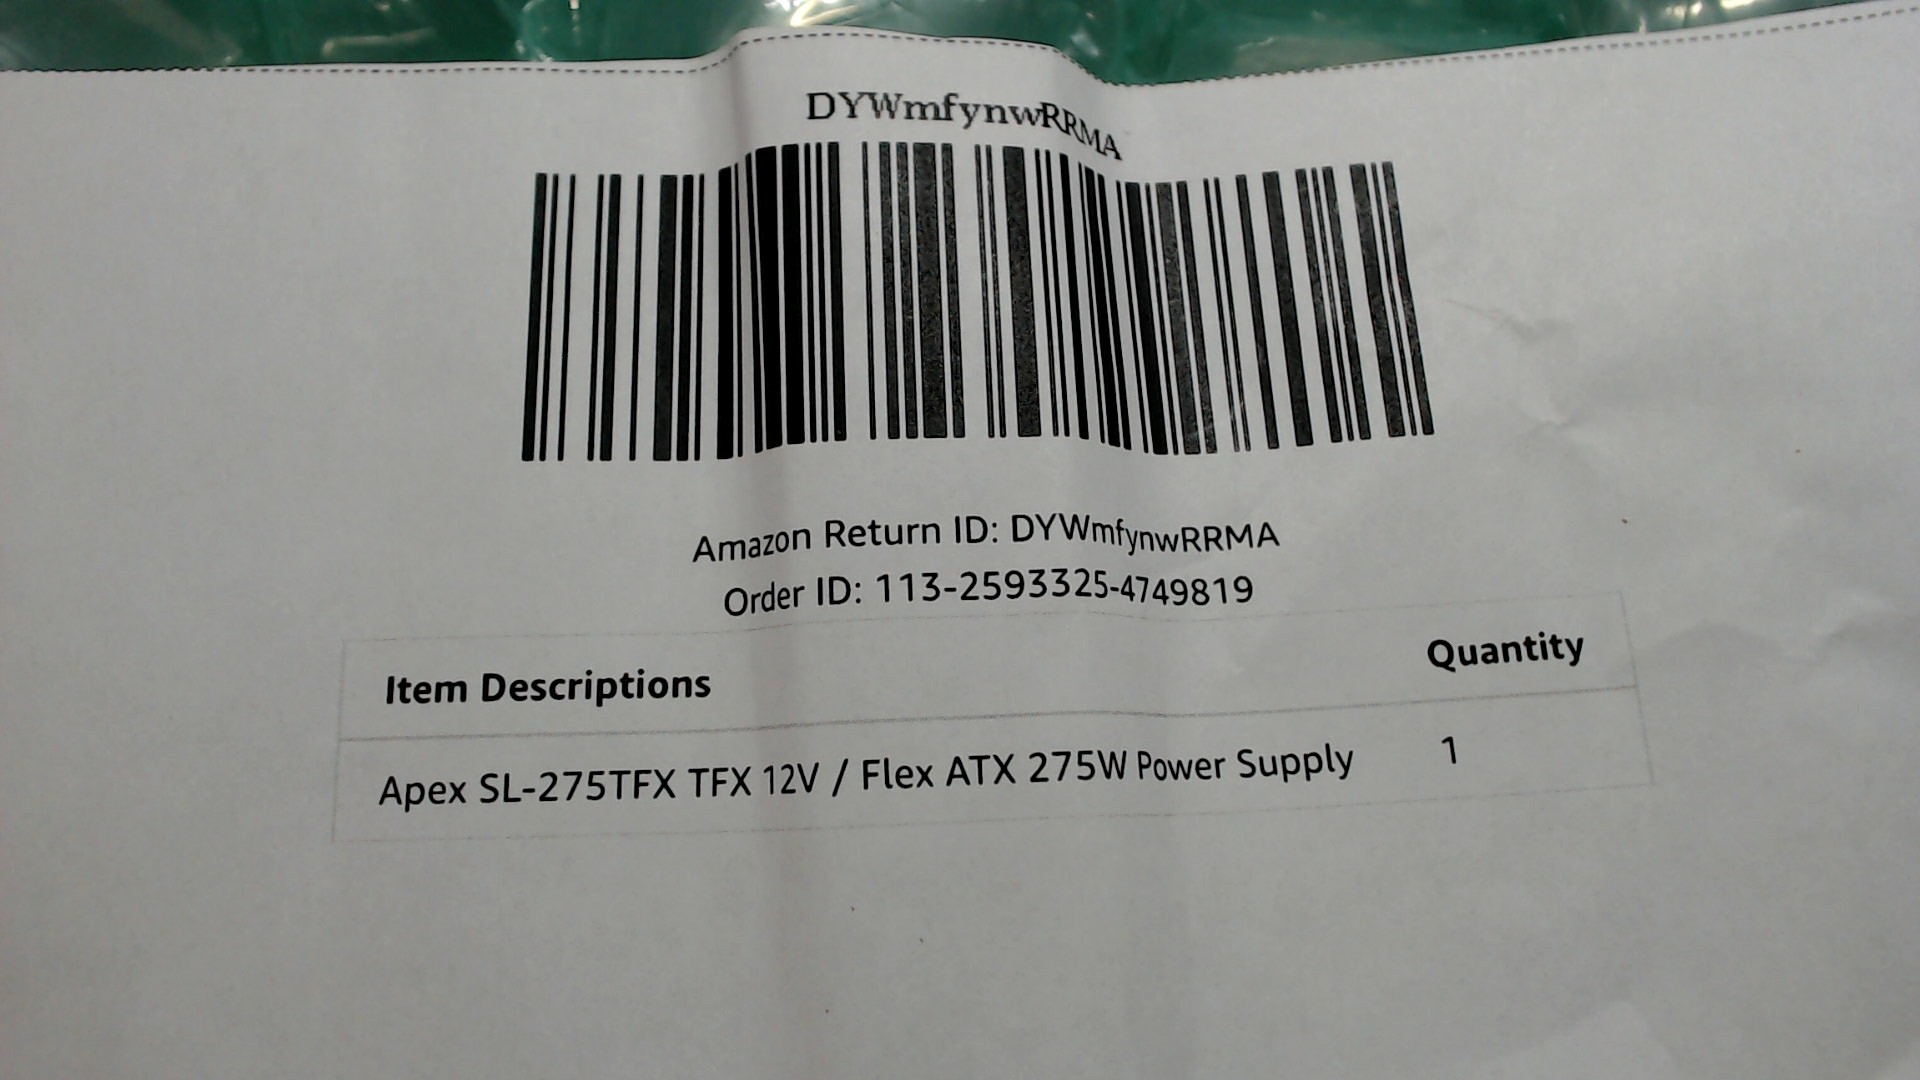 DYWmfynwRRMA
Amazon Return ID: DYWmfynwRRMA
Order ID: 113-2593325-4749819
Item Descriptions Quantity
Apex SL-275TFX TFX 12V / Flex ATX 275W Power Supply 1